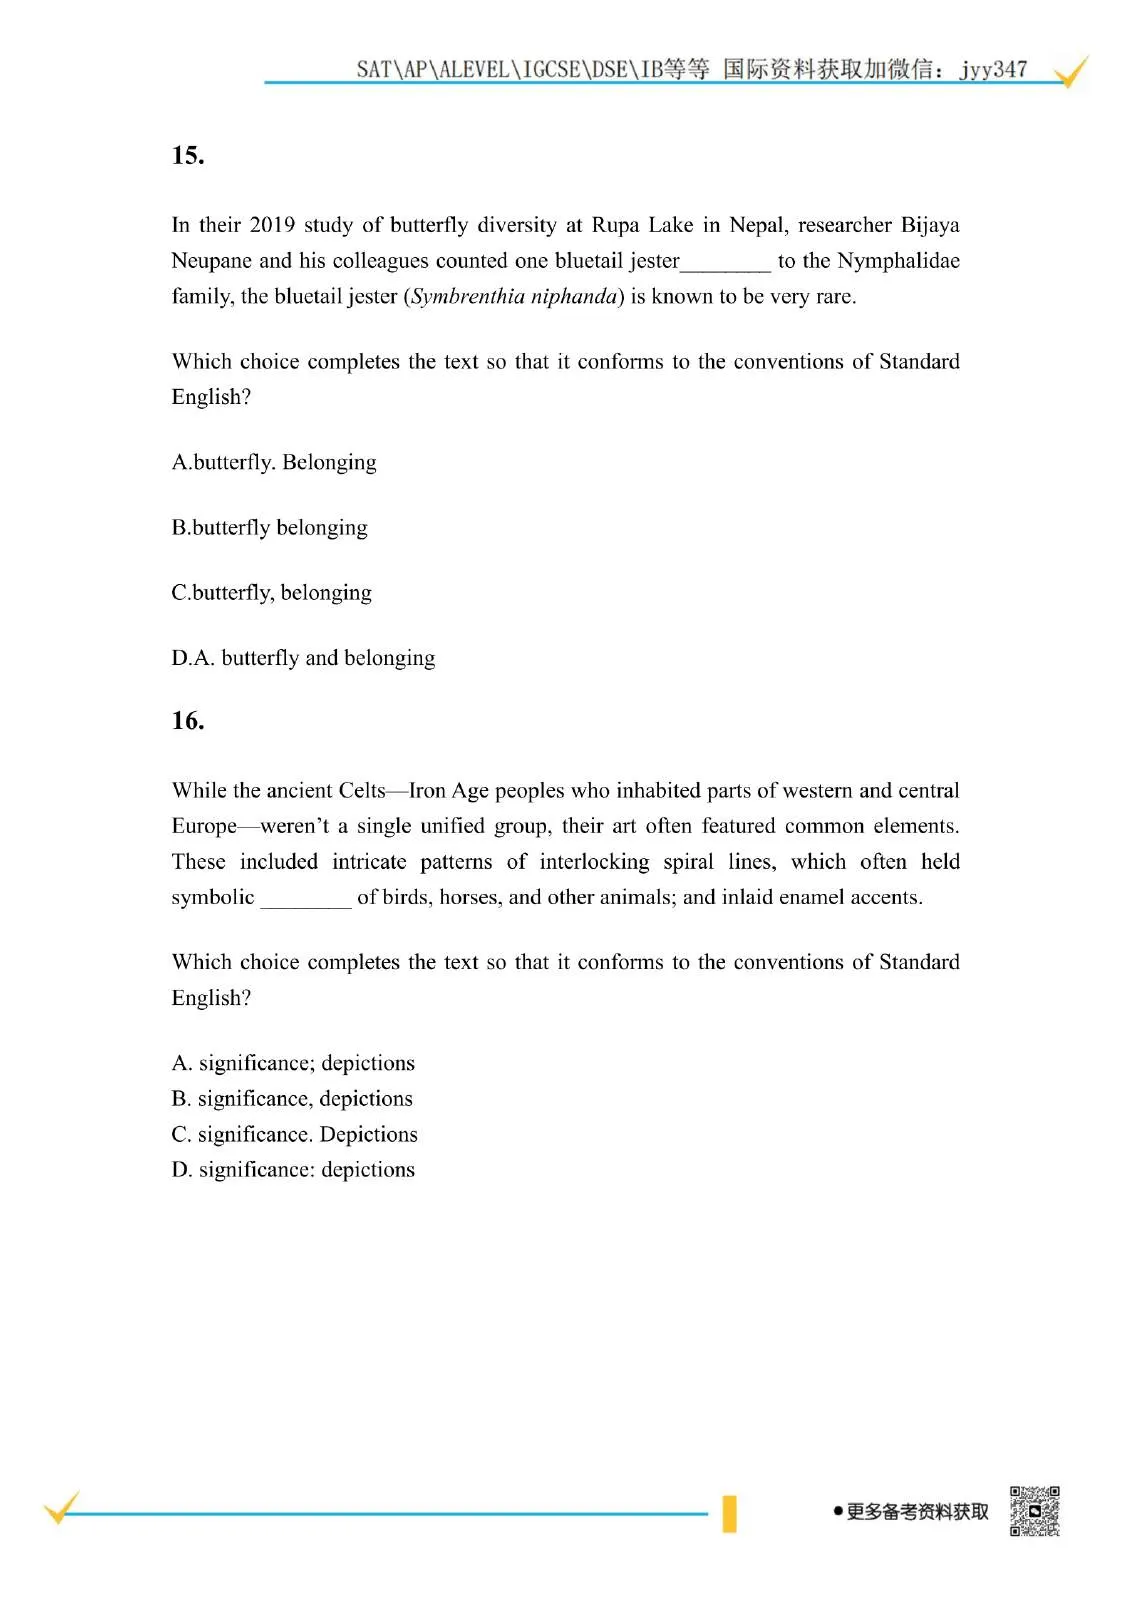 SAT\AP\ALEVEL\IGCSE\DSE\IB等等 国际资料获取加微信：jyy347
15.
In their 2019 study of butterfly diversity at Rupa Lake in Nepal, researcher Bijaya
Neupane and his colleagues counted one bluetail jester________ to the Nymphalidae
family, the bluetail jester (Symbrenthia niphanda) is known to be very rare.
Which choice completes the text so that it conforms to the conventions of Standard
English?
A.butterfly. Belonging
B.butterfly belonging
C.butterfly, belonging
D.A. butterfly and belonging
16.
While the ancient Celts—Iron Age peoples who inhabited parts of western and central
Europe—weren’t a single unified group, their art often featured common elements.
These included intricate patterns of interlocking spiral lines, which often held
symbolic ________ of birds, horses, and other animals; and inlaid enamel accents.
Which choice completes the text so that it conforms to the conventions of Standard
English?
A. significance; depictions
B. significance, depictions
C. significance. Depictions
D. significance: depictions
●更多备考资料获取